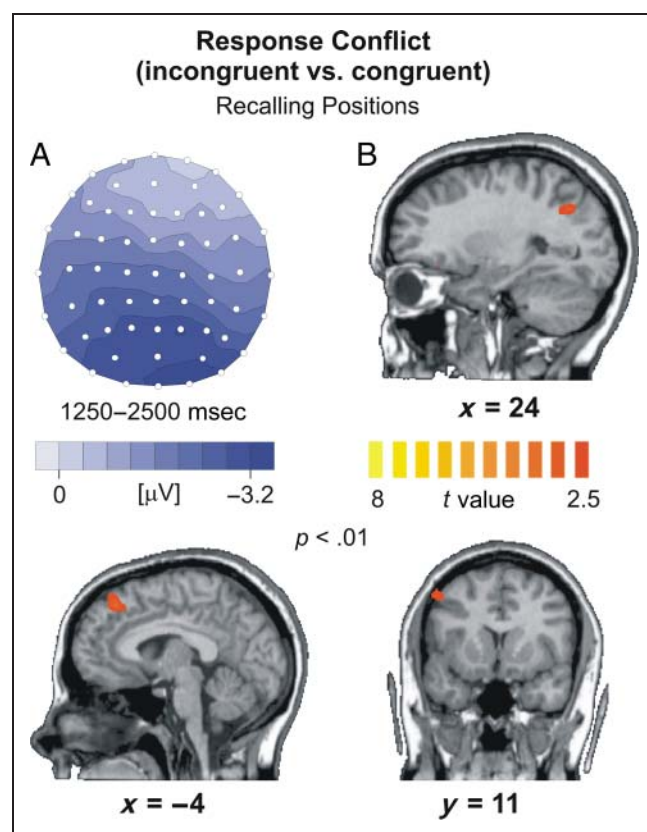 Response Conflict
(incongruent vs. congruent)
Recalling Positions
A
B
1250–2500 msec
0 [µV] −3.2
x = 24
8 t value 2.5
p < .01
x = −4
y = 11